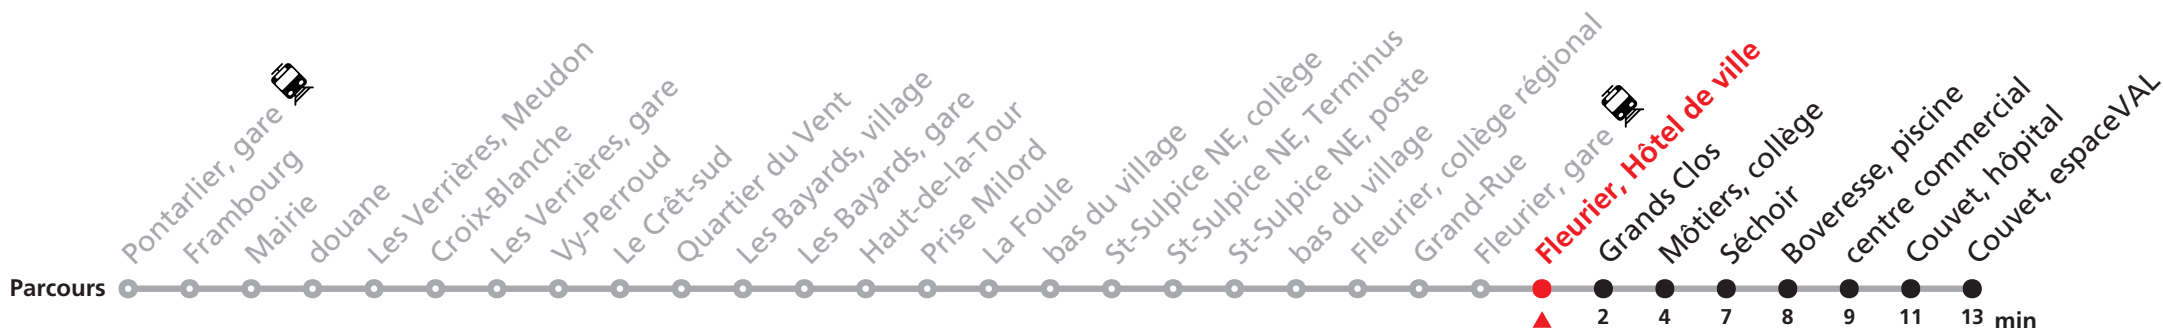 Parcours
Pontarlier, gare
Frambourg
Mairie
douane
Les Verrières, Meudon
Croix-Blanche
Les Verrières, gare
Vy-Perroud
Le Crêt-sud
Quartier du Vent
Les Bayards, village
Les Bayards, gare
Haut-de-la-Tour
Prise Milord
La Foule
bas du village
St-Sulpice NE, collège
St-Sulpice NE, Terminus
St-Sulpice NE, poste
bas du village
Fleurier, collège régional
Grand-Rue
Fleurier, gare
Fleurier, Hôtel de ville
Grands Clos
Môtiers, collège
Séchoir
Boveresse, piscine
centre commercial
Couvet, hôpital
Couvet, espaceVAL
2 4 7 8 9 11 13 min